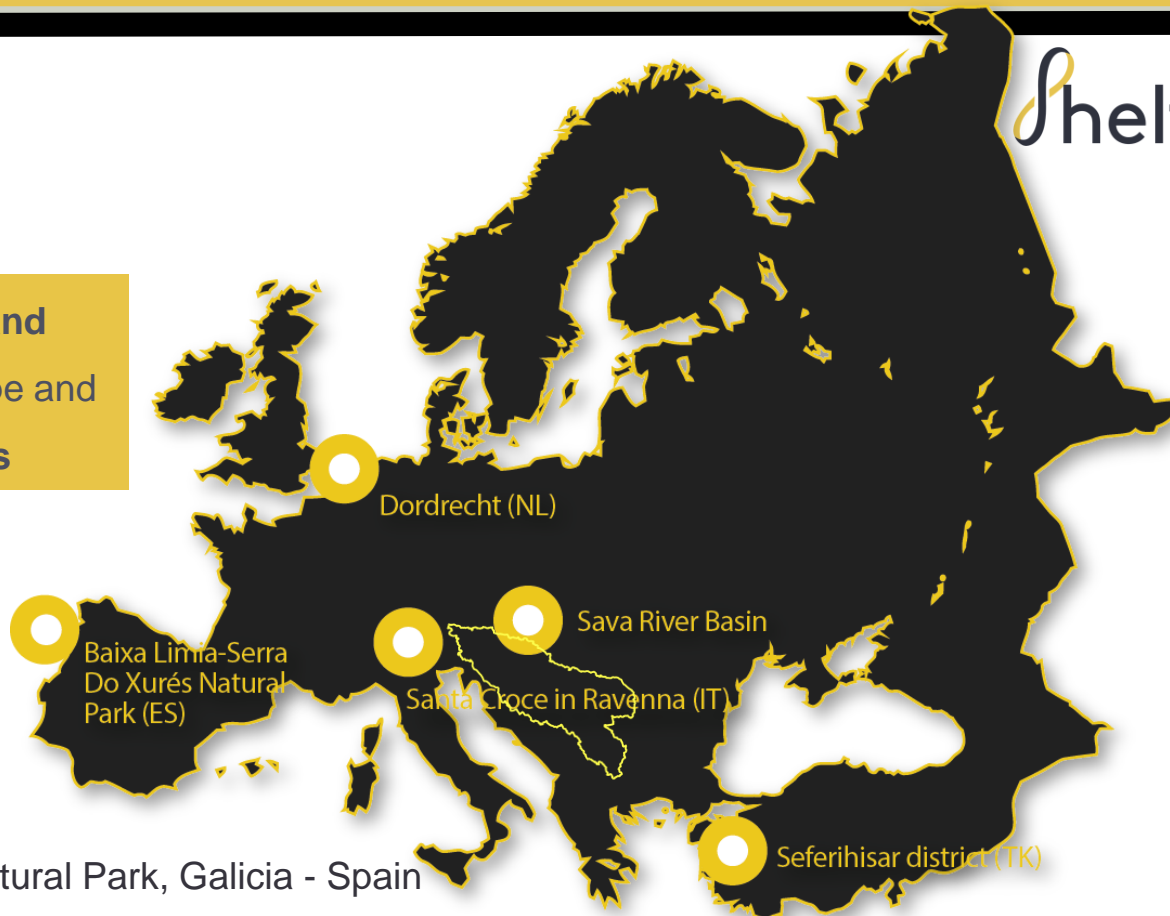 nd
pe and
s
Dordrecht (NL)
Sava River Basin
Baixa Limia-Serra
Do Xurés Natural
Park (ES)
Santa Croce in Ravenna (IT)
Seferihisar district (TK)
tural Park, Galicia - Spain